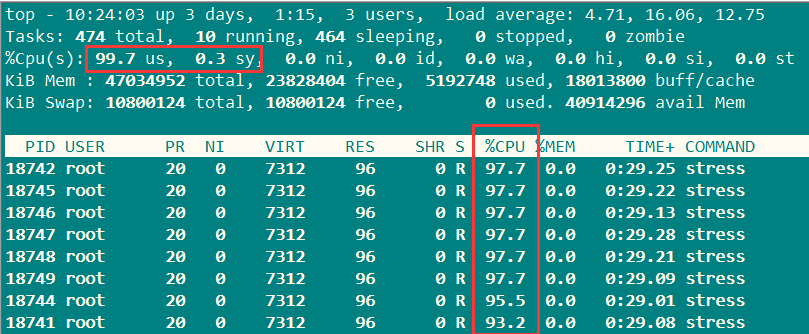 top - 10:24:03 up 3 days,  1:15,  3 users,  load average: 4.71, 16.06, 12.75
Tasks: 474 total,  10 running, 464 sleeping,   0 stopped,   0 zombie
%Cpu(s): 99.7 us,  0.3 sy,  0.0 ni,  0.0 id,  0.0 wa,  0.0 hi,  0.0 si,  0.0 st
KiB Mem : 47034952 total, 23828404 free,  5192748 used, 18013800 buff/cache
KiB Swap: 10800124 total, 10800124 free,        0 used. 40914296 avail Mem
PID USER      PR  NI    VIRT    RES    SHR S  %CPU %MEM     TIME+ COMMAND
18742 root      20   0    7312     96      0 R  97.7  0.0   0:29.25 stress
18745 root      20   0    7312     96      0 R  97.7  0.0   0:29.22 stress
18746 root      20   0    7312     96      0 R  97.7  0.0   0:29.13 stress
18747 root      20   0    7312     96      0 R  97.7  0.0   0:29.28 stress
18748 root      20   0    7312     96      0 R  97.7  0.0   0:29.21 stress
18749 root      20   0    7312     96      0 R  97.7  0.0   0:29.09 stress
18744 root      20   0    7312     96      0 R  95.5  0.0   0:29.01 stress
18741 root      20   0    7312     96      0 R  93.2  0.0   0:29.08 stress